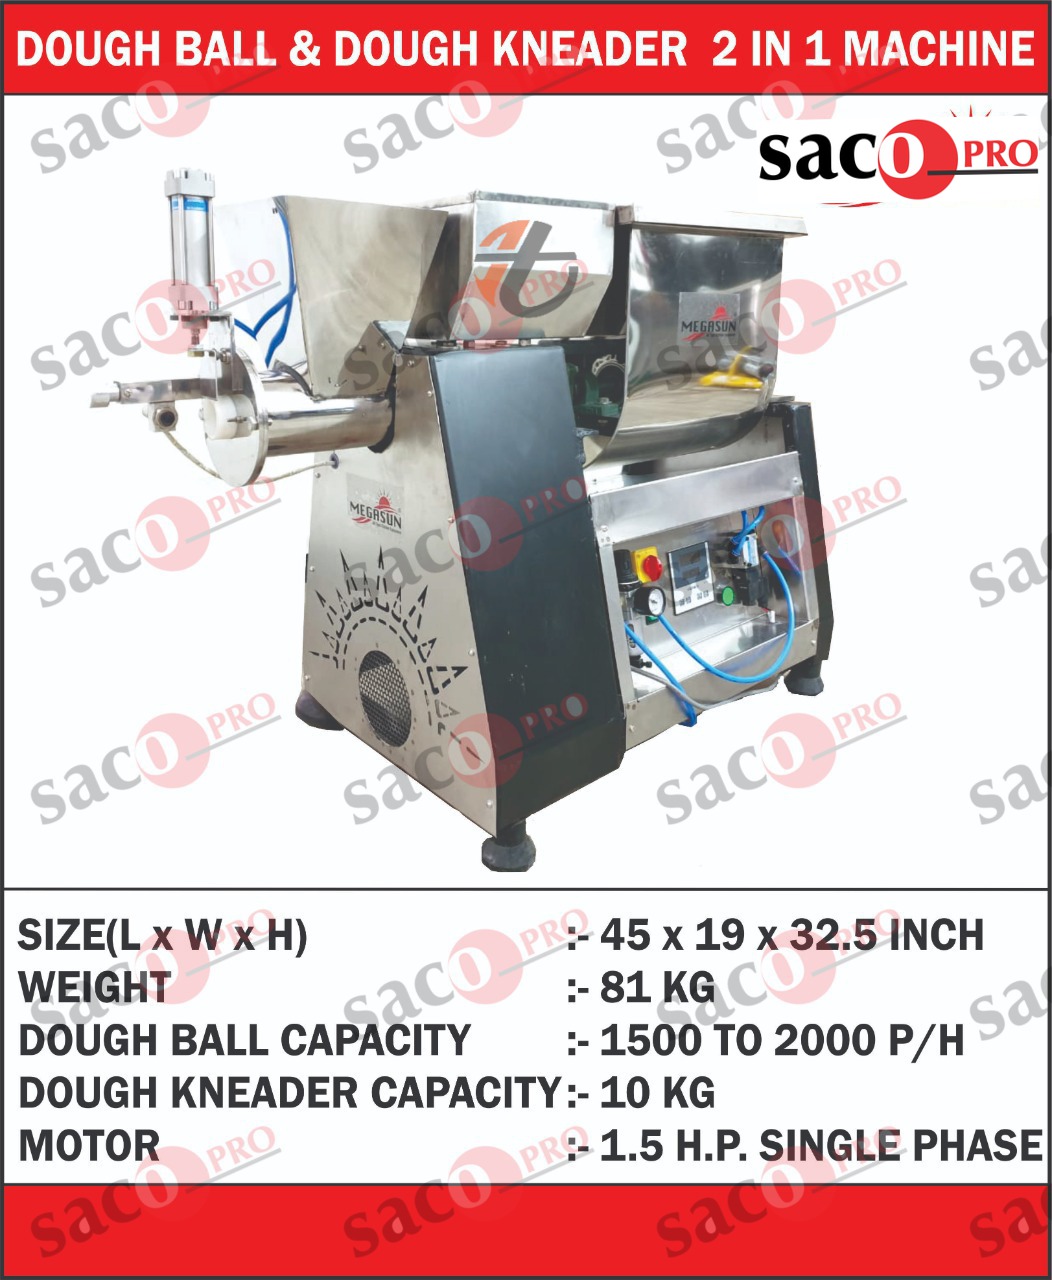 DOUGH BALL & DOUGH KNEADER 2 IN 1 MACHINE
saco PRO
1t
MEGASUN
MEGASUN
SIZE(L x W x H) :- 45 x 19 x 32.5 INCH
WEIGHT :- 81 KG
DOUGH BALL CAPACITY :- 1500 TO 2000 P/H
DOUGH KNEADER CAPACITY :- 10 KG
MOTOR :- 1.5 H.P. SINGLE PHASE